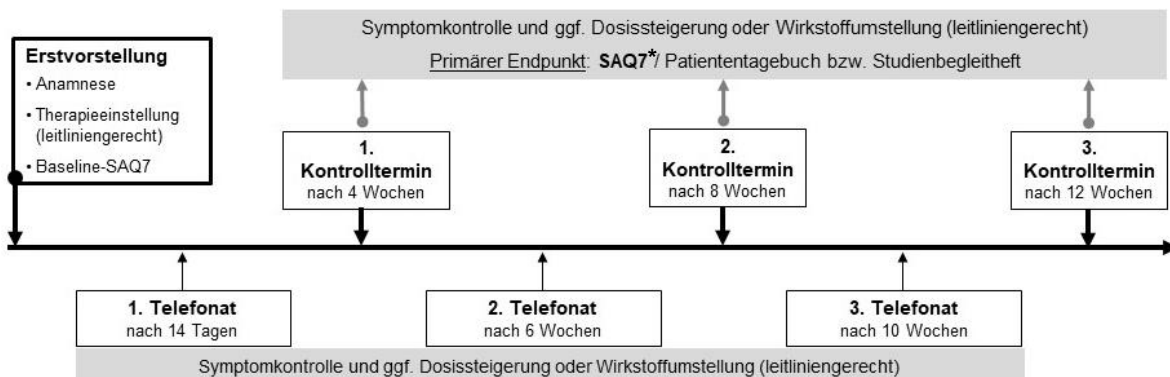 Symptomkontrolle und ggf. Dosissteigerung oder Wirkstoffumstellung (leitliniengerecht)
Primärer Endpunkt: SAQ7*/ Patiententagebuch bzw. Studienbegleitheft
Erstvorstellung
• Anamnese
• Therapieeinstellung
(leitliniengerecht)
• Baseline-SAQ7
1.
Kontrolltermin
nach 4 Wochen
2.
Kontrolltermin
nach 8 Wochen
3.
Kontrolltermin
nach 12 Wochen
1. Telefonat
nach 14 Tagen
2. Telefonat
nach 6 Wochen
3. Telefonat
nach 10 Wochen
Symptomkontrolle und ggf. Dosissteigerung oder Wirkstoffumstellung (leitliniengerecht)